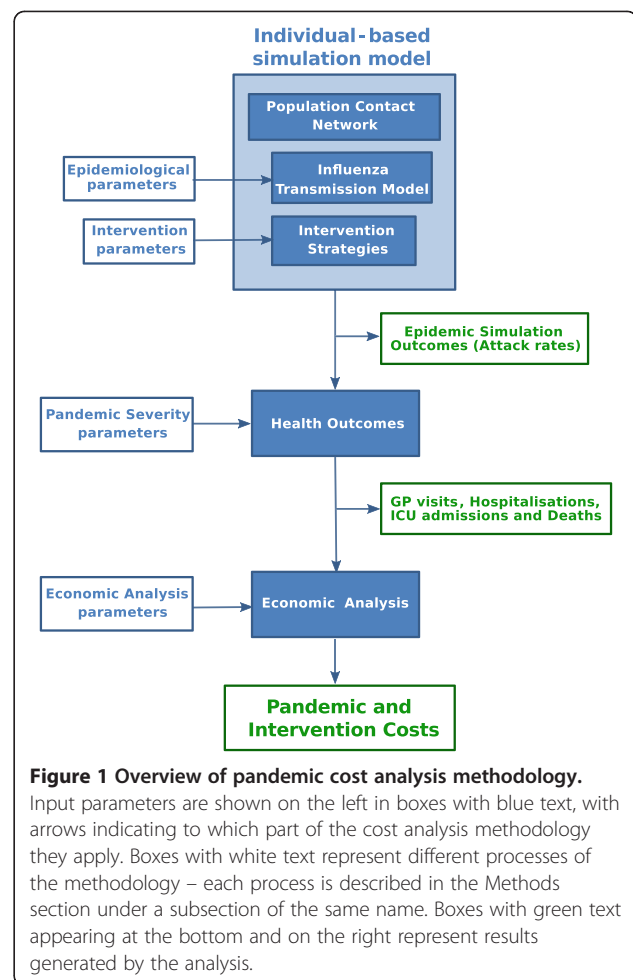 Individual-based
simulation model
Population Contact
Network
Epidemiological
parameters
Influenza
Transmission Model
Intervention
parameters
Intervention
Strategies
Epidemic Simulation
Outcomes (Attack rates)
Pandemic Severity
parameters
Health Outcomes
GP visits, Hospitalisations,
ICU admissions and Deaths
Economic Analysis
parameters
Economic Analysis
Pandemic and
Intervention Costs
Figure 1 Overview of pandemic cost analysis methodology.
Input parameters are shown on the left in boxes with blue text, with
arrows indicating to which part of the cost analysis methodology
they apply. Boxes with white text represent different processes of
the methodology – each process is described in the Methods
section under a subsection of the same name. Boxes with green text
appearing at the bottom and on the right represent results
generated by the analysis.